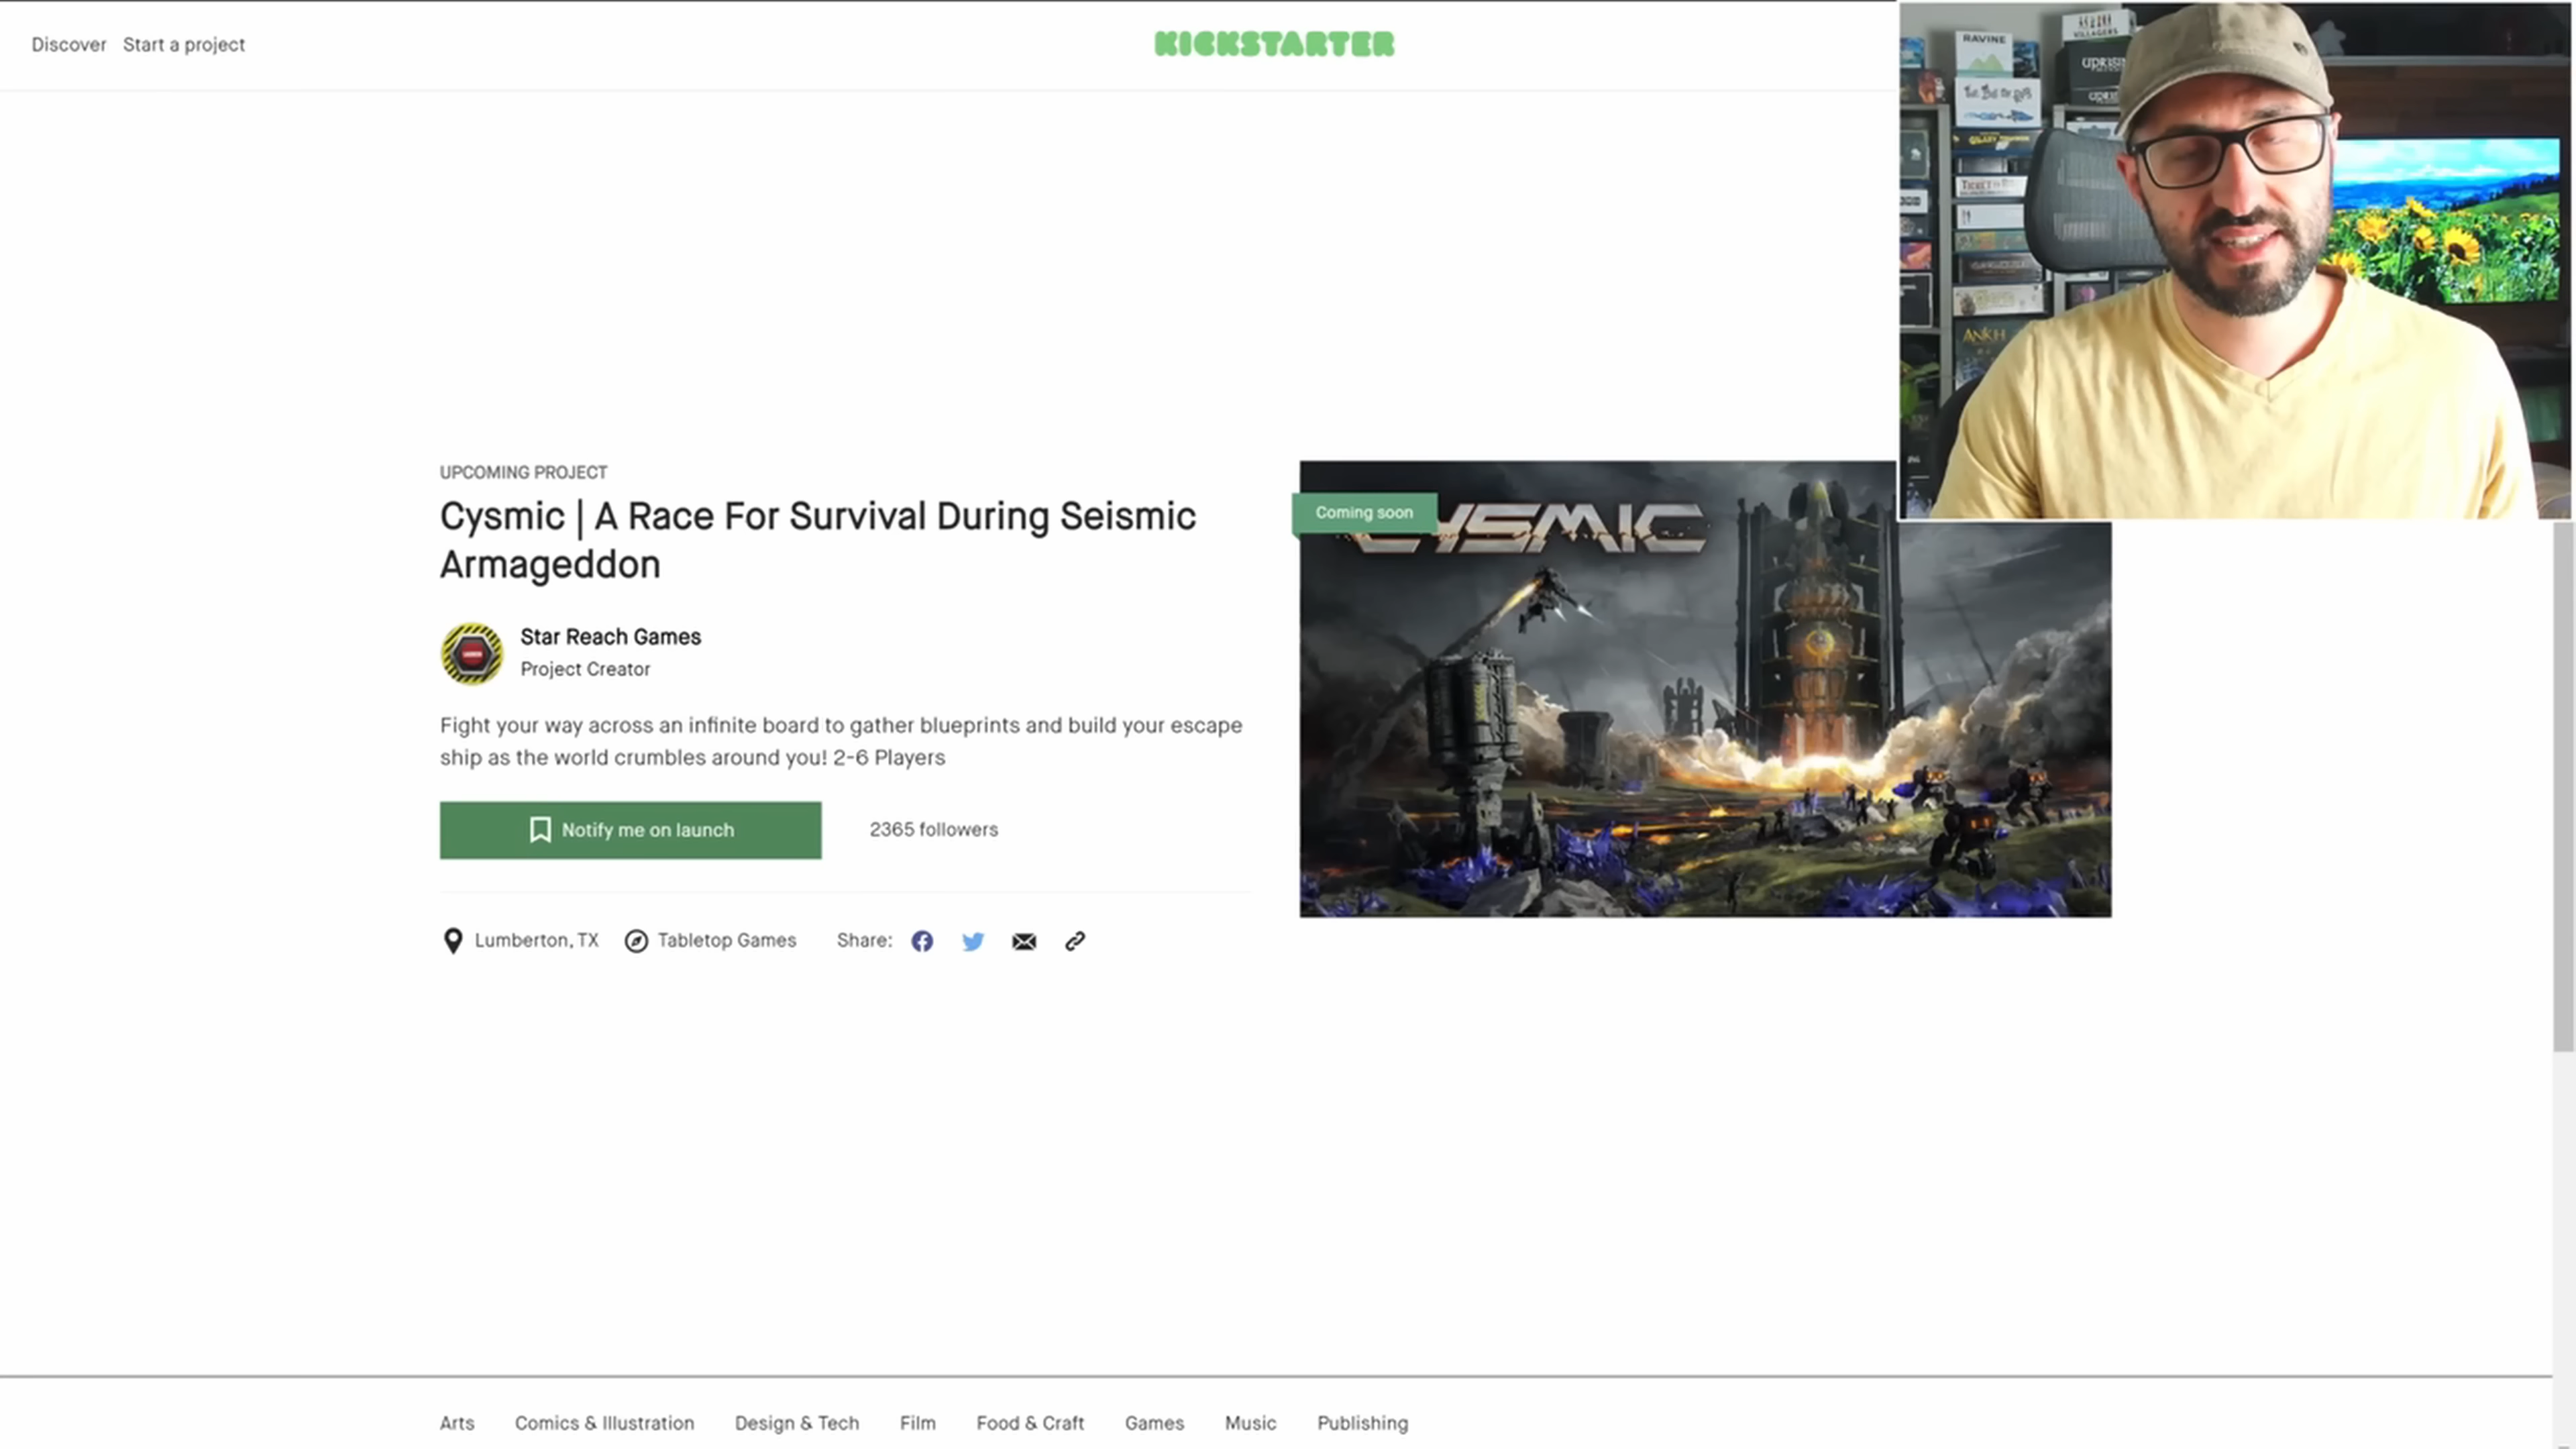 Discover Start a project
KICKSTARTER
RAVINE
VILLAGERS
UPRISING
TICKET
ANKH
UPCOMING PROJECT
Cysmic | A Race For Survival During Seismic
Armageddon
Star Reach Games
Project Creator
Fight your way across an infinite board to gather blueprints and build your escape
ship as the world crumbles around you! 2-6 Players
Notify me on launch
2365 followers
Lumberton, TX Tabletop Games Share:
Coming soon
CYSMIC
Arts Comics & Illustration Design & Tech Film Food & Craft Games Music Publishing